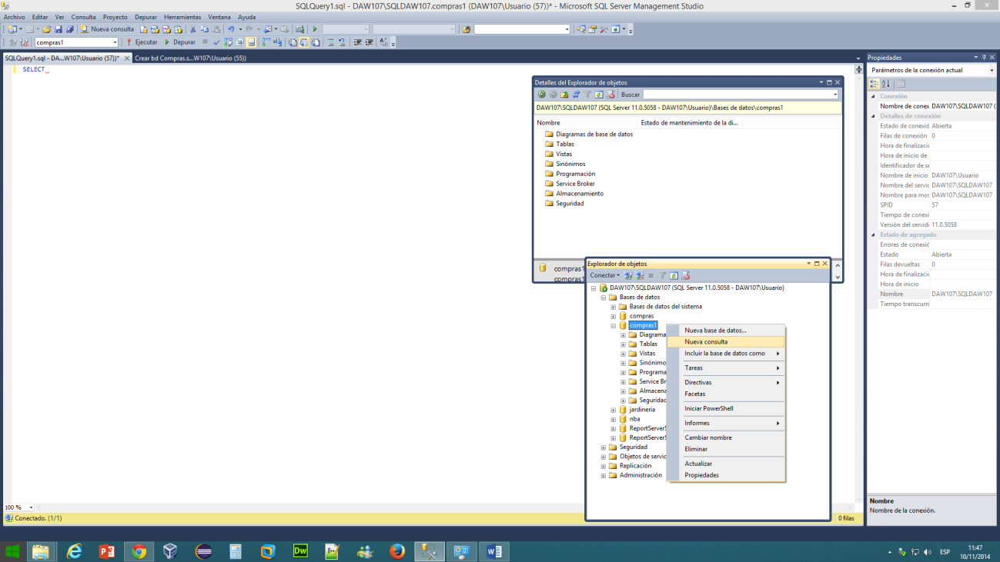 SQLQuery1.sql - DAW107\SQLDAW107.compras1 (DAW107\Usuario (57))* - Microsoft SQL Server Management Studio
Archivo Editar Ver Consulta Proyecto Depurar Herramientas Ventana Ayuda
Nueva consulta
compras1 Ejecutar Depurar
SQLQuery1.sql - DA...W107\Usuario (57))* Crear bd Compras.s...W107\Usuario (55))
SELECT
Detalles del Explorador de objetos
Buscar
DAW107\SQLDAW107 (SQL Server 11.0.5058 - DAW107\Usuario)\Bases de datos\compras1
Nombre Estado de mantenimiento de la di...
Diagramas de base de datos
Tablas
Vistas
Sinónimos
Programación
Service Broker
Almacenamiento
Seguridad
compras1
compras1
Explorador de objetos
Conectar
DAW107\SQLDAW107 (SQL Server 11.0.5058 - DAW107\Usuario)
Bases de datos
Bases de datos del sistema
compras
compras1
Diagrama
Tablas
Vistas
Sinónimo
Programa
Service Br
Almacena
Seguridad
jardineria
nba
ReportServerS
ReportServerS
Seguridad
Objetos de servic
Replicación
Administración
Nueva base de datos...
Nueva consulta
Incluir la base de datos como
Tareas
Directivas
Facetas
Iniciar PowerShell
Informes
Cambiar nombre
Eliminar
Actualizar
Propiedades
Propiedades
Parámetros de la conexión actual
Conexión
Nombre de conex DAW107\SQLDAW107 (
Detalles de conexión
Estado de conexió Abierta
Filas de conexión 0
Hora de finalizació
Hora de inicio de
Identificador de se
Nombre de inicio DAW107\Usuario
Nombre del servic DAW107\SQLDAW107
Nombre para mos DAW107\SQLDAW107
SPID 57
Tiempo de conexi
Versión del servid 11.0.5058
Estado de agregado
Errores de conexió
Estado Abierta
Filas devueltas 0
Hora de finalizació
Hora de inicio
Nombre DAW107\SQLDAW107
Tiempo transcurri
Nombre
Nombre de la conexión.
100 %
Conectado. (1/1)
0 filas
Dw
ESP
11:47
10/11/2014